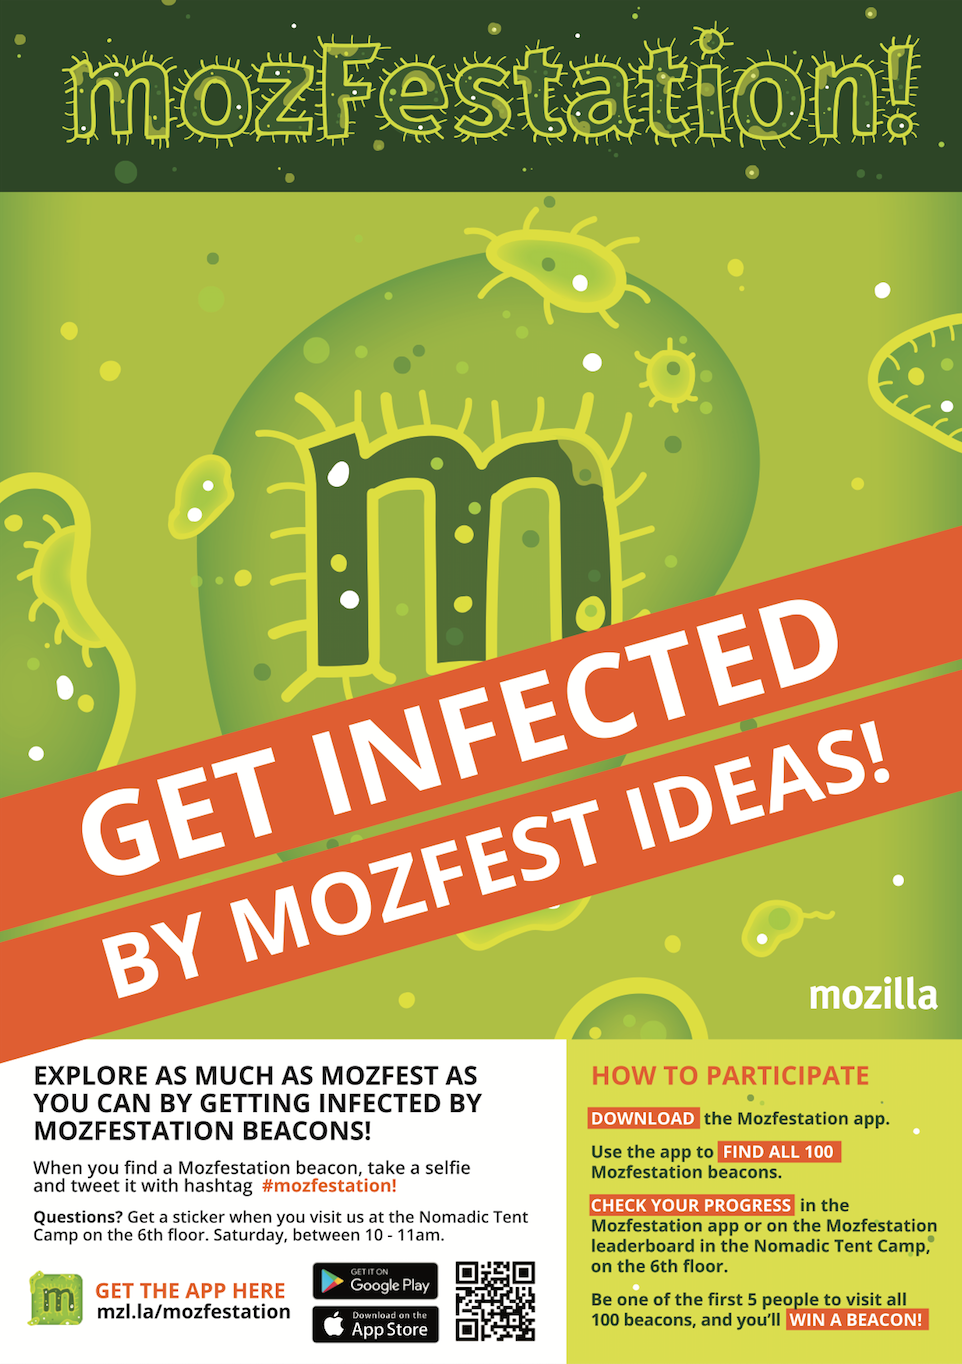 mozFestation!
m
GET INFECTED
BY MOZFEST IDEAS!
mozilla
EXPLORE AS MUCH AS MOZFEST AS
YOU CAN BY GETTING INFECTED BY
MOZFESTATION BEACONS!
When you find a Mozfestation beacon, take a selfie
and tweet it with hashtag #mozfestation!
Questions? Get a sticker when you visit us at the Nomadic Tent
Camp on the 6th floor. Saturday, between 10 - 11am.
m
GET THE APP HERE
mzl.la/mozfestation
GET IT ON
Google Play
Download on the
App Store
HOW TO PARTICIPATE
DOWNLOAD the Mozfestation app.
Use the app to FIND ALL 100
Mozfestation beacons.
CHECK YOUR PROGRESS in the
Mozfestation app or on the Mozfestation
leaderboard in the Nomadic Tent Camp,
on the 6th floor.
Be one of the first 5 people to visit all
100 beacons, and you'll WIN A BEACON!